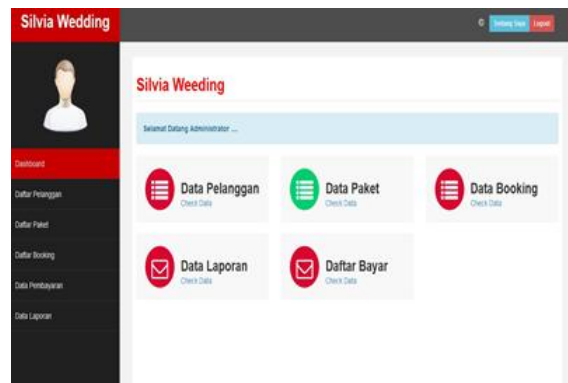 Silvia Wedding
Tentang Saya Logout
Silvia Weeding
Selamat Datang Administrator ....
Dashboard
Daftar Pelanggan
Daftar Paket
Daftar Booking
Data Pembayaran
Data Laporan
Data Pelanggan
Check Data
Data Paket
Check Data
Data Booking
Check Data
Data Laporan
Check Data
Daftar Bayar
Check Data